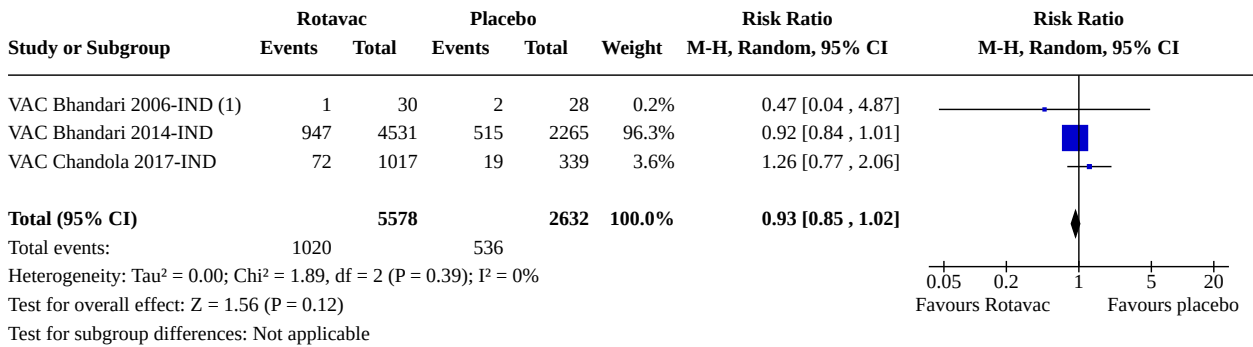 Rotavac Placebo Risk Ratio Risk Ratio
Study or Subgroup Events Total Events Total Weight M-H, Random, 95% CI M-H, Random, 95% CI
VAC Bhandari 2006-IND (1) 1 30 2 28 0.2% 0.47 [0.04 , 4.87]
VAC Bhandari 2014-IND 947 4531 515 2265 96.3% 0.92 [0.84 , 1.01]
VAC Chandola 2017-IND 72 1017 19 339 3.6% 1.26 [0.77 , 2.06]
Total (95% CI) 5578 2632 100.0% 0.93 [0.85 , 1.02]
Total events: 1020 536
Heterogeneity: Tau² = 0.00; Chi² = 1.89, df = 2 (P = 0.39); I² = 0%
0.05 0.2 1 5 20
Test for overall effect: Z = 1.56 (P = 0.12)
Favours Rotavac Favours placebo
Test for subgroup differences: Not applicable